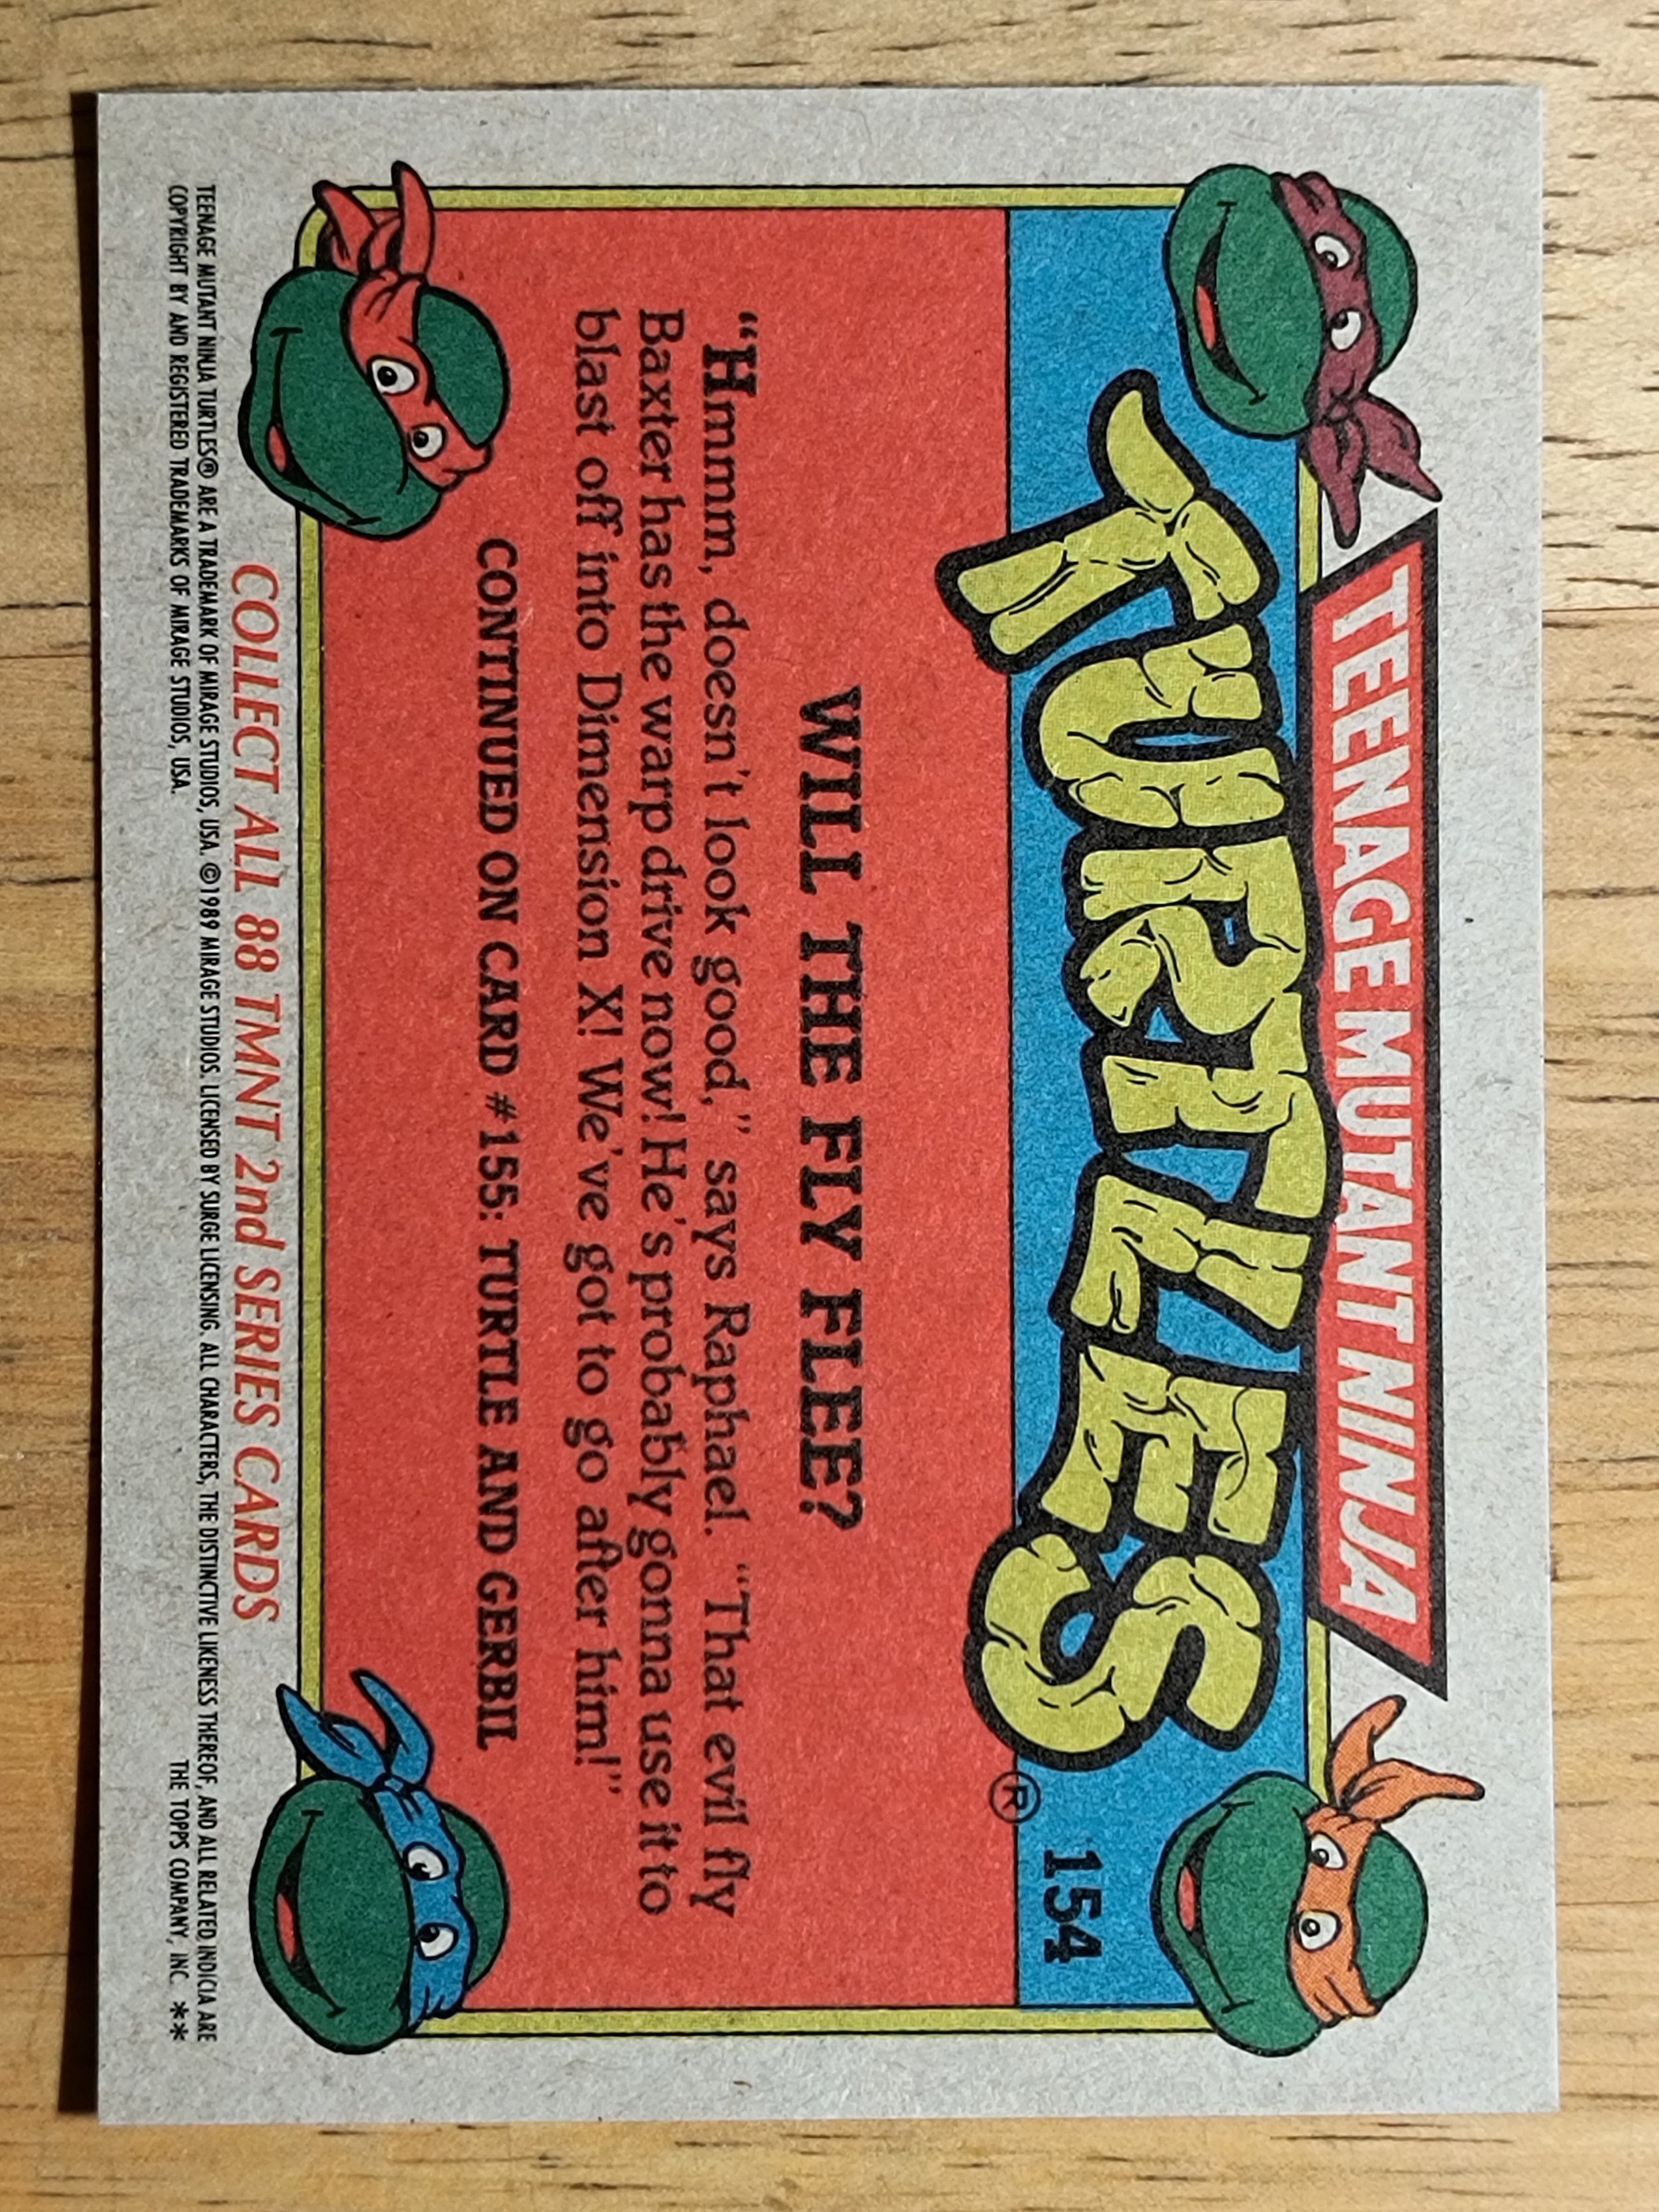 TEENAGE MUTANT NINJA
TURTLES®
154
WILL THE FLY FLEE?
“Hmmm, doesn't look good,” says Raphael. “That evil fly
Baxter has the warp drive now! He's probably gonna use it to
blast off into Dimension X! We've got to go after him!”
CONTINUED ON CARD #155: TURTLE AND GERBIL
COLLECT ALL 88 TMNT 2nd SERIES CARDS
TEENAGE MUTANT NINJA TURTLES® ARE A TRADEMARK OF MIRAGE STUDIOS, USA. ©1989 MIRAGE STUDIOS. LICENSED BY SURGE LICENSING. ALL CHARACTERS, THE DISTINCTIVE LIKENESS THEREOF, AND ALL RELATED INDICIA ARE
COPYRIGHT BY AND REGISTERED TRADEMARKS OF MIRAGE STUDIOS, USA. THE TOPPS COMPANY, INC. **